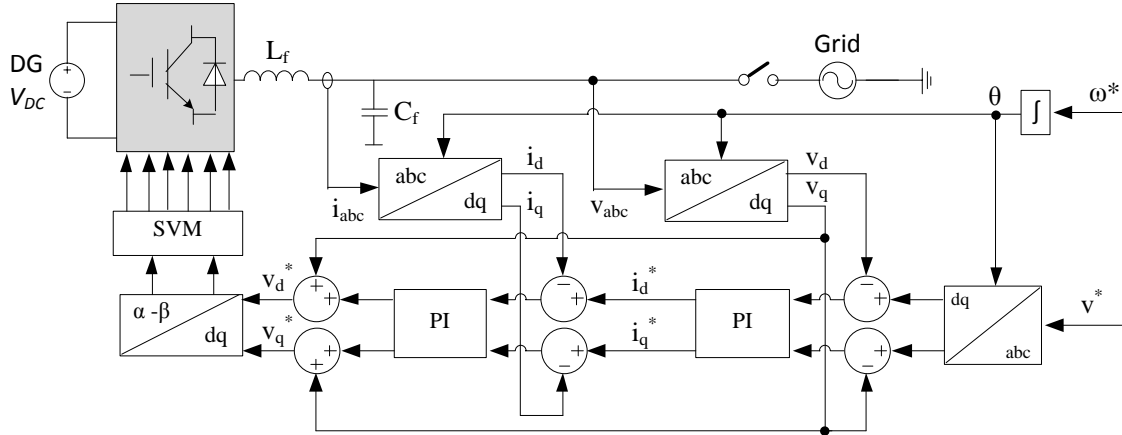 Grid
DG
V_DC
L_f
C_f
θ
∫
ω*
abc
dq
i_d
i_q
i_abc
abc
dq
v_d
v_q
v_abc
SVM
α -β
dq
v_d*
v_q*
+
+
+
+
PI
−
+
+
−
i_d*
i_q*
PI
−
+
+
−
dq
abc
v*